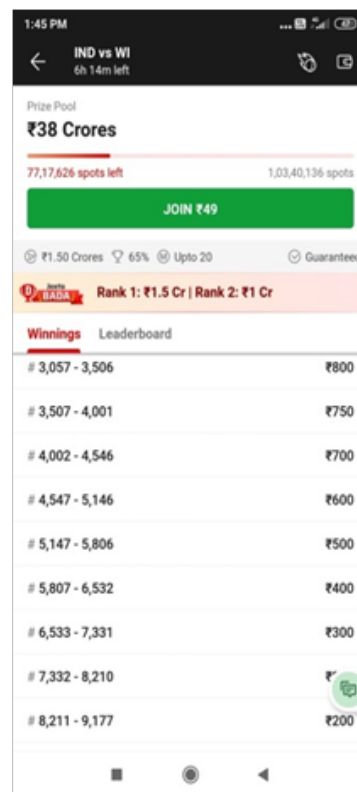 1:45 PM
IND vs WI
6h 14m left
Prize Pool
₹38 Crores
77,17,626 spots left 1,03,40,136 spots
JOIN ₹49
₹1.50 Crores 65% Upto 20 Guarantee
BADA Rank 1: ₹1.5 Cr | Rank 2: ₹1 Cr
Winnings Leaderboard
# 3,057 - 3,506 ₹800
# 3,507 - 4,001 ₹750
# 4,002 - 4,546 ₹700
# 4,547 - 5,146 ₹600
# 5,147 - 5,806 ₹500
# 5,807 - 6,532 ₹400
# 6,533 - 7,331 ₹300
# 7,332 - 8,210
# 8,211 - 9,177 ₹200